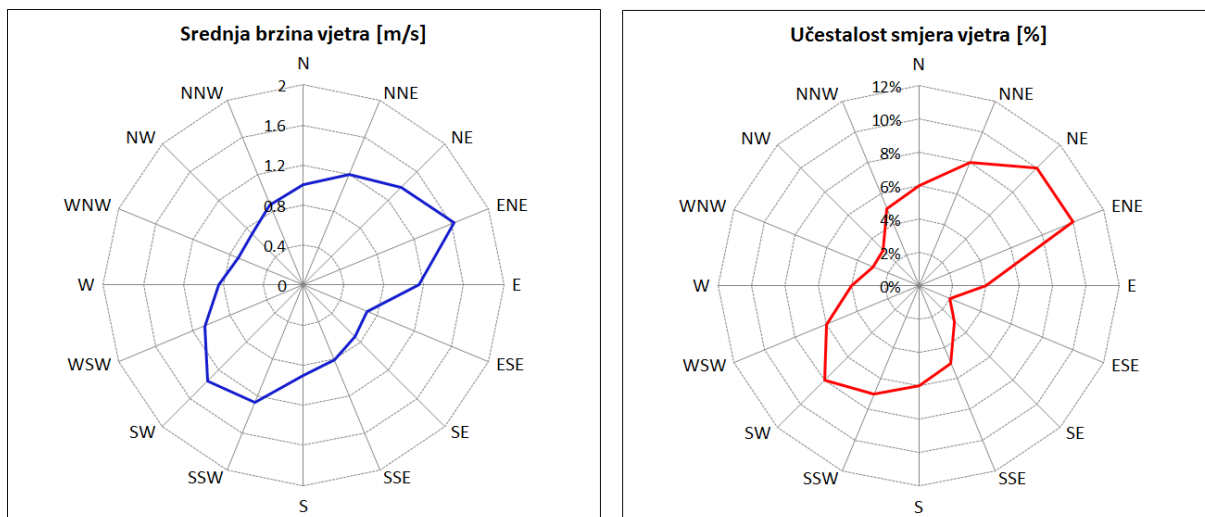 Srednja brzina vjetra [m/s]
N
NNE
NE
ENE
E
ESE
SE
SSE
S
SSW
SW
WSW
W
WNW
NW
NNW
2
1.6
1.2
0.8
0.4
0
Učestalost smjera vjetra [%]
N
NNE
NE
ENE
E
ESE
SE
SSE
S
SSW
SW
WSW
W
WNW
NW
NNW
12%
10%
8%
6%
4%
2%
0%